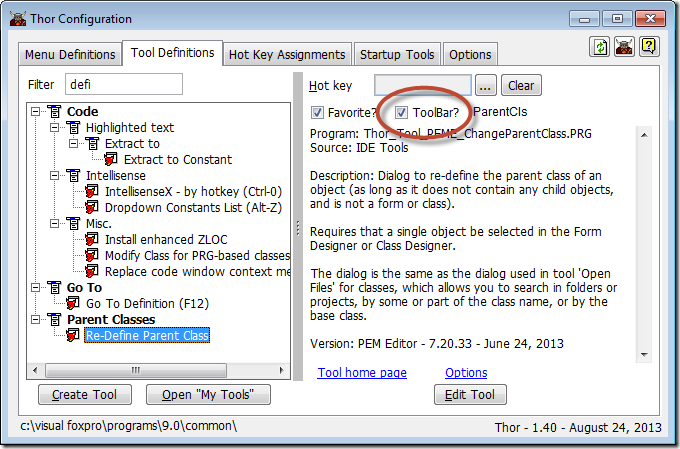 Thor Configuration
Menu Definitions
Tool Definitions
Hot Key Assignments
Startup Tools
Options
Filter
defi
Code
Highlighted text
Extract to
Extract to Constant
Intellisense
IntellisenseX - by hotkey (Ctrl-0)
Dropdown Constants List (Alt-Z)
Misc.
Install enhanced ZLOC
Modify Class for PRG-based classes
Replace code window context me
Go To
Go To Definition (F12)
Parent Classes
Re-Define Parent Class
Create Tool
Open "My Tools"
Hot key
...
Clear
Favorite?
ToolBar?
ParentCls
Program: Thor_Tool_PEME_ChangeParentClass.PRG
Source: IDE Tools
Description: Dialog to re-define the parent class of an
object (as long as it does not contain any child objects,
and is not a form or class).
Requires that a single object be selected in the Form
Designer or Class Designer.
The dialog is the same as the dialog used in tool 'Open
Files' for classes, which allows you to search in folders or
projects, by some or part of the class name, or by the
base class.
Version: PEM Editor - 7.20.33 - June 24, 2013
Tool home page
Options
Edit Tool
c:\visual foxpro\programs\9.0\common\
Thor - 1.40 - August 24, 2013